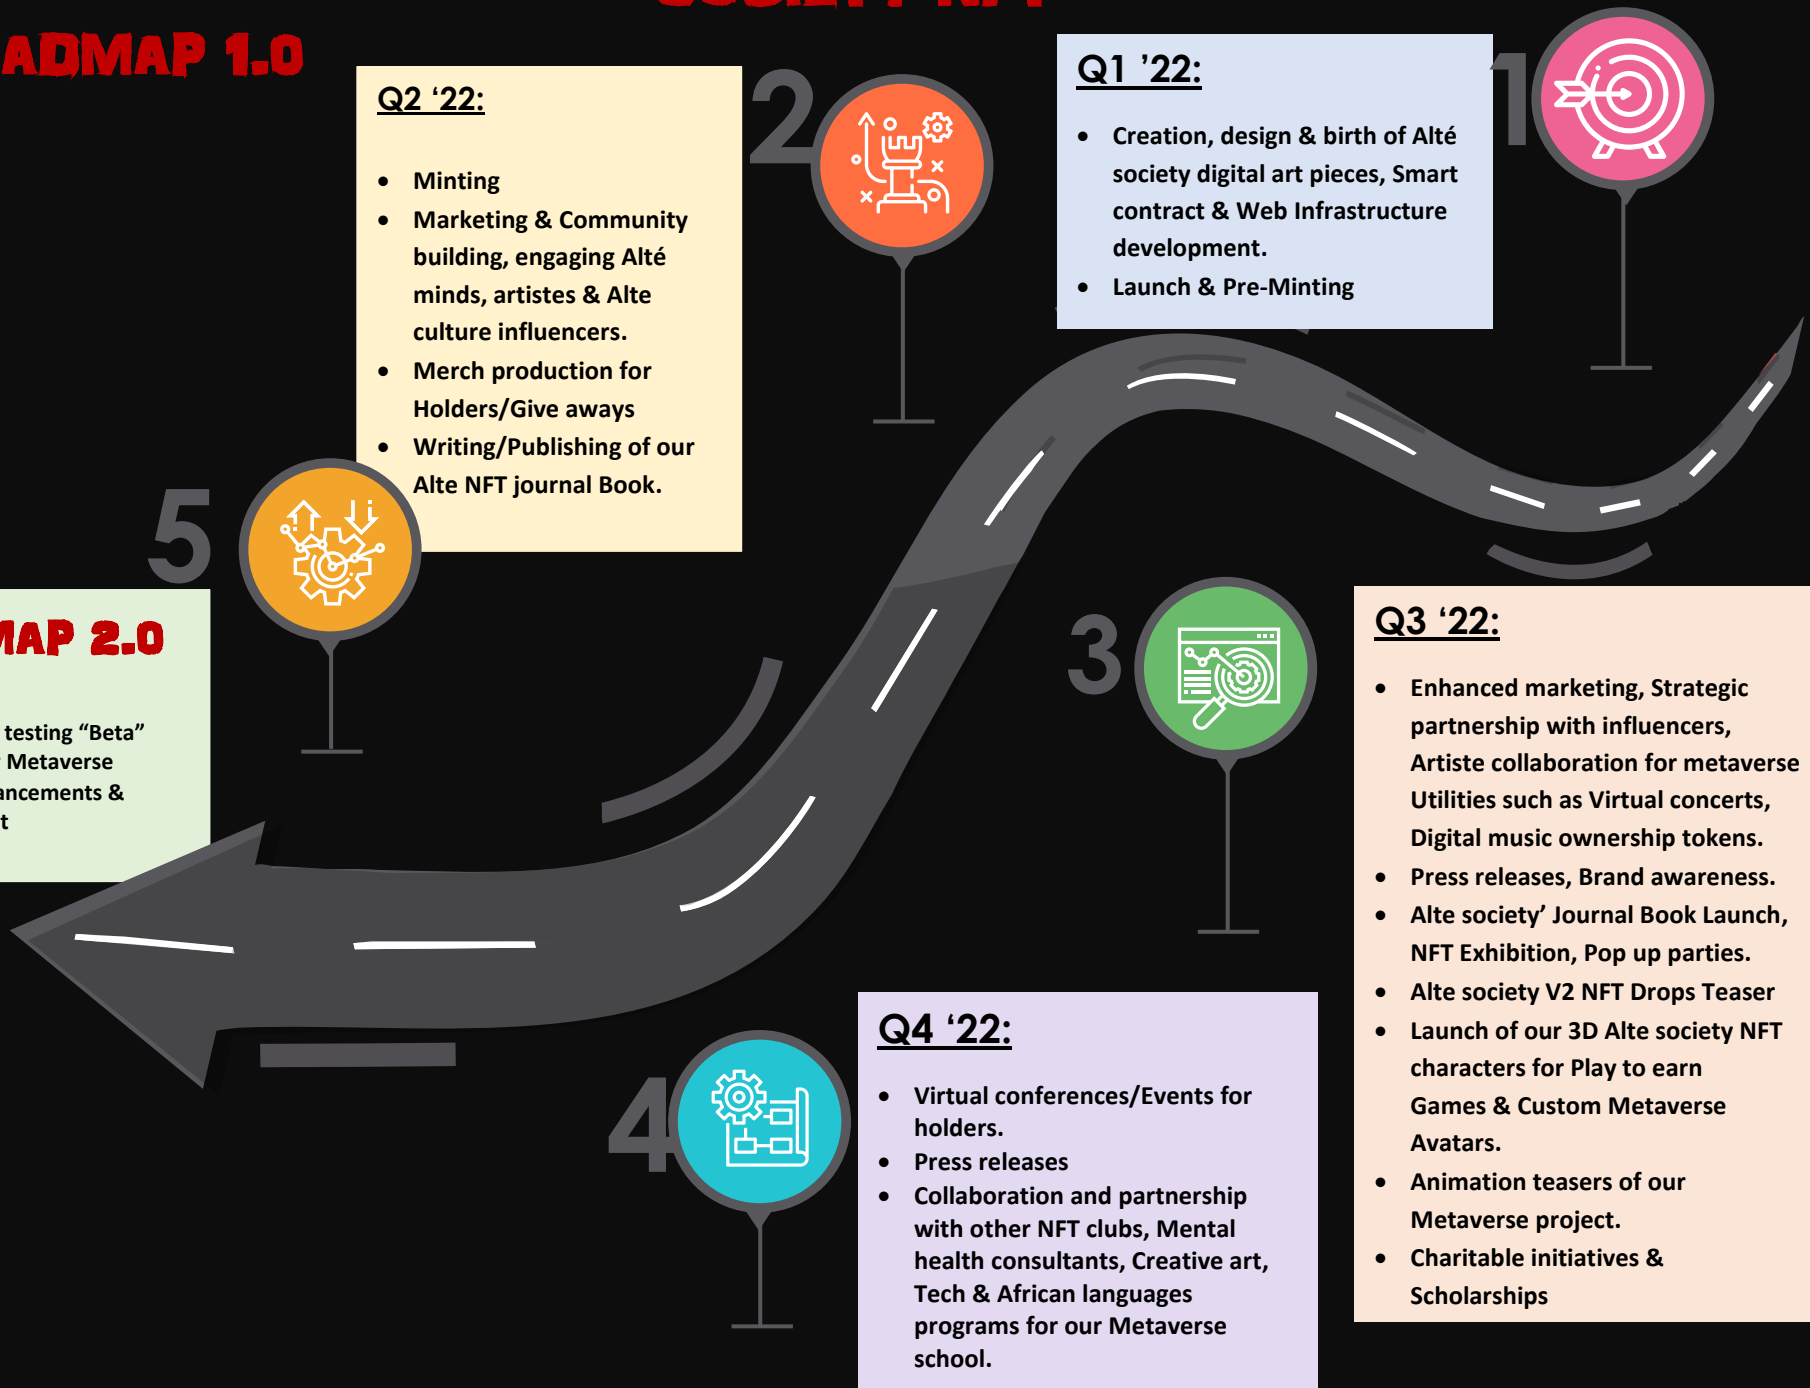 SOCIETY NFT
ADMAP 1.0
1
Q1 ’22:
• Creation, design & birth of Alté
society digital art pieces, Smart
contract & Web Infrastructure
development.
• Launch & Pre-Minting
2
Q2 ‘22:
• Minting
• Marketing & Community
building, engaging Alté
minds, artistes & Alte
culture influencers.
• Merch production for
Holders/Give aways
• Writing/Publishing of our
Alte NFT journal Book.
3
Q3 ‘22:
• Enhanced marketing, Strategic
partnership with influencers,
Artiste collaboration for metaverse
Utilities such as Virtual concerts,
Digital music ownership tokens.
• Press releases, Brand awareness.
• Alte society’ Journal Book Launch,
NFT Exhibition, Pop up parties.
• Alte society V2 NFT Drops Teaser
• Launch of our 3D Alte society NFT
characters for Play to earn
Games & Custom Metaverse
Avatars.
• Animation teasers of our
Metaverse project.
• Charitable initiatives &
Scholarships
4
Q4 ‘22:
• Virtual conferences/Events for
holders.
• Press releases
• Collaboration and partnership
with other NFT clubs, Mental
health consultants, Creative art,
Tech & African languages
programs for our Metaverse
school.
5
MAP 2.0
testing “Beta”
Metaverse
ancements &
t